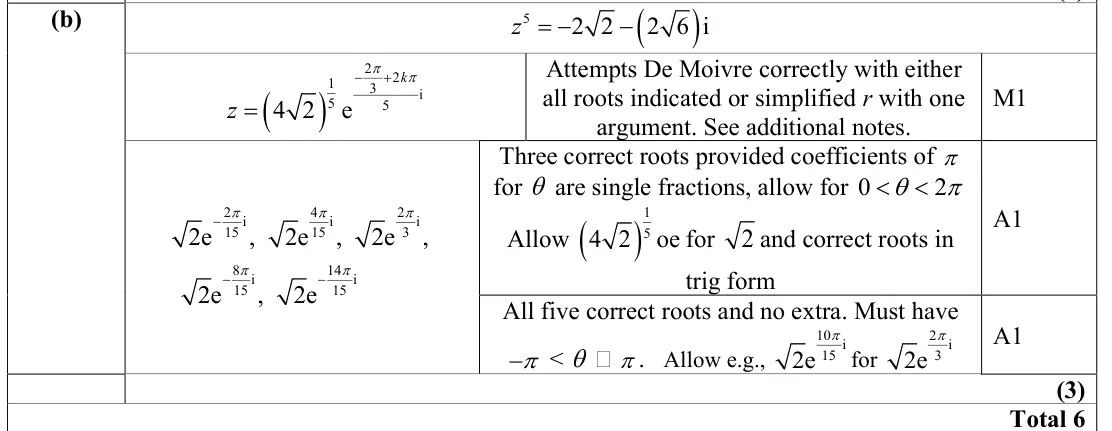 (b)
z⁵ = −2√2 − (2√6)i
z = (4√2)^(1/5) e^(((−2π/3 + 2kπ)/5)i)
Attempts De Moivre correctly with either
all roots indicated or simplified r with one
argument. See additional notes.
M1
√2e^(−2π/15 i), √2e^(4π/15 i), √2e^(2π/3 i),
√2e^(−8π/15 i), √2e^(−14π/15 i)
Three correct roots provided coefficients of π
for θ are single fractions, allow for 0 < θ < 2π
Allow (4√2)^(1/5) oe for √2 and correct roots in
trig form
A1
All five correct roots and no extra. Must have
−π < θ □ π. Allow e.g., √2e^(10π/15 i) for √2e^(2π/3 i)
A1
(3)
Total 6